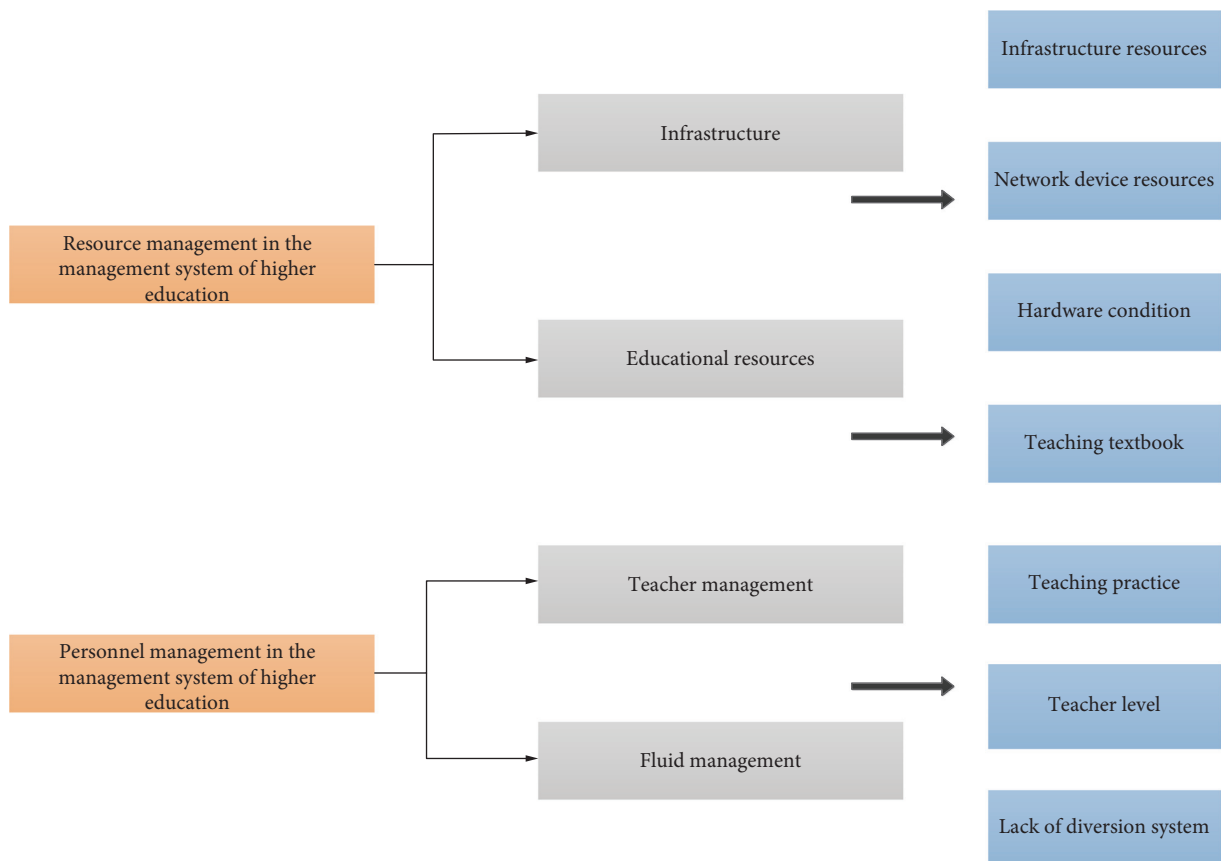 Resource management in the
management system of higher
education
Personnel management in the
management system of higher
education
Infrastructure
Educational resources
Teacher management
Fluid management
Infrastructure resources
Network device resources
Hardware condition
Teaching textbook
Teaching practice
Teacher level
Lack of diversion system